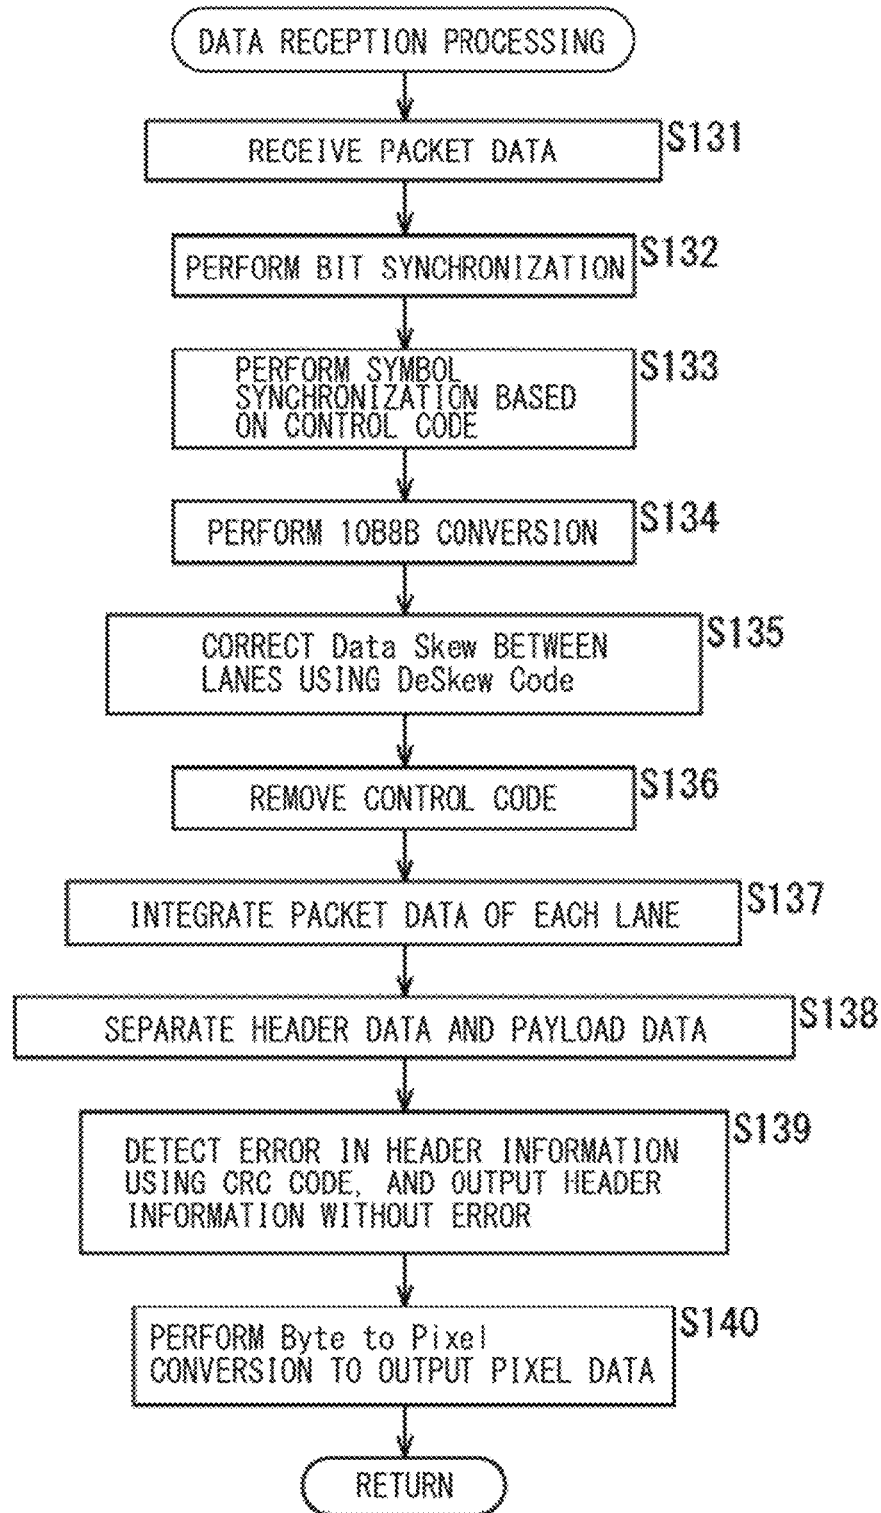 DATA RECEPTION PROCESSING
RECEIVE PACKET DATA
S131
PERFORM BIT SYNCHRONIZATION
S132
PERFORM SYMBOL
SYNCHRONIZATION BASED
ON CONTROL CODE
S133
PERFORM 10B8B CONVERSION
S134
CORRECT Data Skew BETWEEN
LANES USING DeSkew Code
S135
REMOVE CONTROL CODE
S136
INTEGRATE PACKET DATA OF EACH LANE
S137
SEPARATE HEADER DATA AND PAYLOAD DATA
S138
DETECT ERROR IN HEADER INFORMATION
USING CRC CODE, AND OUTPUT HEADER
INFORMATION WITHOUT ERROR
S139
PERFORM Byte to Pixel
CONVERSION TO OUTPUT PIXEL DATA
S140
RETURN